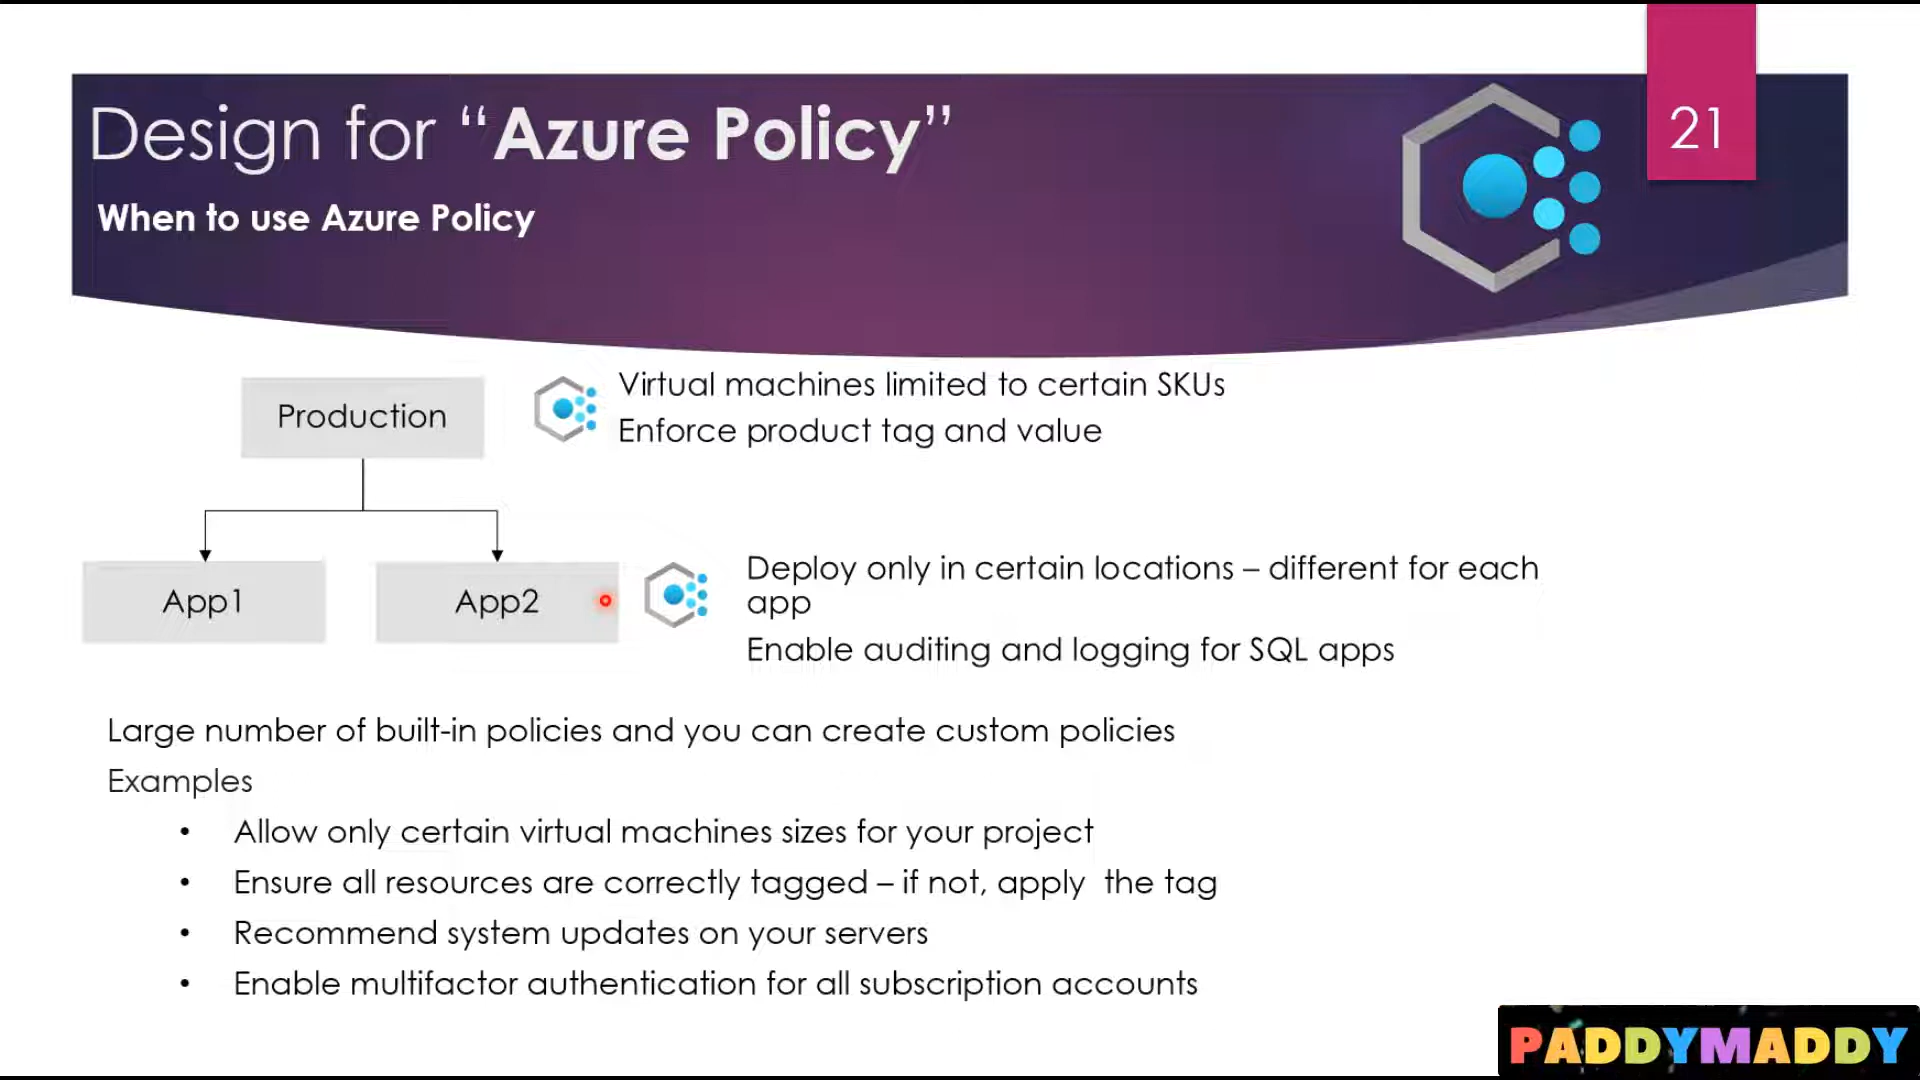 21
Design for “Azure Policy”
When to use Azure Policy
Production
Virtual machines limited to certain SKUs
Enforce product tag and value
App1
App2
Deploy only in certain locations – different for each
app
Enable auditing and logging for SQL apps
Large number of built-in policies and you can create custom policies
Examples
• Allow only certain virtual machines sizes for your project
• Ensure all resources are correctly tagged – if not, apply  the tag
• Recommend system updates on your servers
• Enable multifactor authentication for all subscription accounts
PADDYMADDY